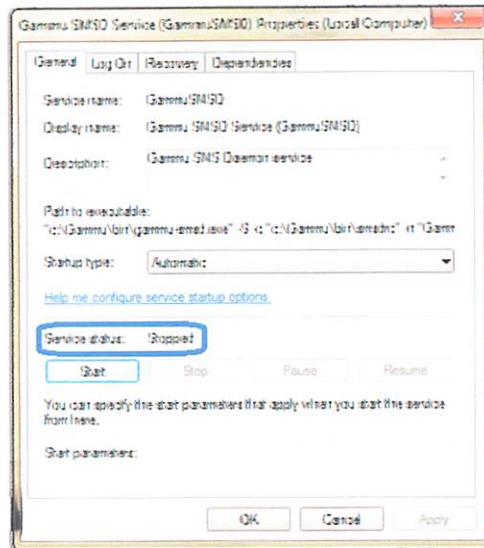 Gammu SMSD Service (GammuSMSD) Properties (Local Computer)
General Log On Recovery Dependencies
Service name: GammuSMSD
Display name: Gammu SMSD Service (GammuSMSD)
Description: Gammu SMS Daemon service
Path to executable:
"c:\Gammu\bin\gammu-smsd.exe" -S -c "c:\Gammu\bin\smsdrc" -n "Gamm
Startup type: Automatic
Help me configure service startup options.
Service status: Stopped
Start Stop Pause Resume
You can specify the start parameters that apply when you start the service
from here.
Start parameters:
OK Cancel Apply